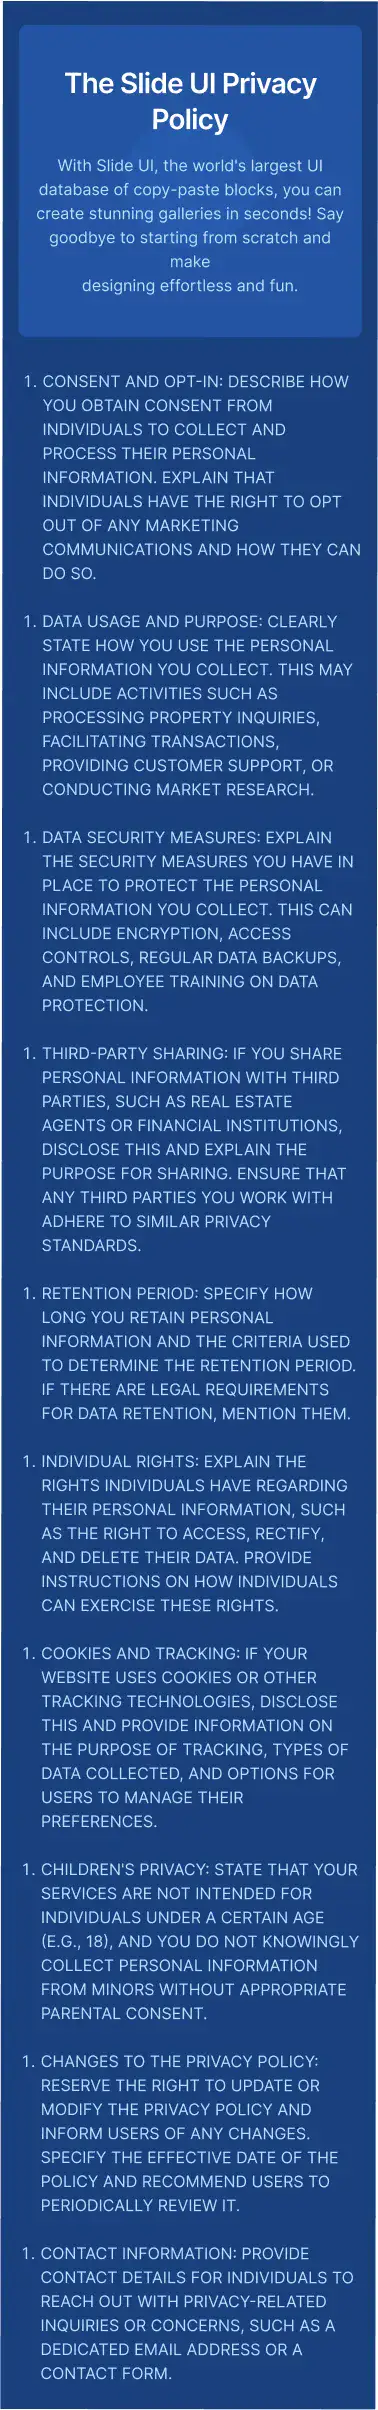 The Slide UI Privacy
Policy
With Slide UI, the world's largest UI
database of copy-paste blocks, you can
create stunning galleries in seconds! Say
goodbye to starting from scratch and
make
designing effortless and fun.
1. CONSENT AND OPT-IN: DESCRIBE HOW
YOU OBTAIN CONSENT FROM
INDIVIDUALS TO COLLECT AND
PROCESS THEIR PERSONAL
INFORMATION. EXPLAIN THAT
INDIVIDUALS HAVE THE RIGHT TO OPT
OUT OF ANY MARKETING
COMMUNICATIONS AND HOW THEY CAN
DO SO.
1. DATA USAGE AND PURPOSE: CLEARLY
STATE HOW YOU USE THE PERSONAL
INFORMATION YOU COLLECT. THIS MAY
INCLUDE ACTIVITIES SUCH AS
PROCESSING PROPERTY INQUIRIES,
FACILITATING TRANSACTIONS,
PROVIDING CUSTOMER SUPPORT, OR
CONDUCTING MARKET RESEARCH.
1. DATA SECURITY MEASURES: EXPLAIN
THE SECURITY MEASURES YOU HAVE IN
PLACE TO PROTECT THE PERSONAL
INFORMATION YOU COLLECT. THIS CAN
INCLUDE ENCRYPTION, ACCESS
CONTROLS, REGULAR DATA BACKUPS,
AND EMPLOYEE TRAINING ON DATA
PROTECTION.
1. THIRD-PARTY SHARING: IF YOU SHARE
PERSONAL INFORMATION WITH THIRD
PARTIES, SUCH AS REAL ESTATE
AGENTS OR FINANCIAL INSTITUTIONS,
DISCLOSE THIS AND EXPLAIN THE
PURPOSE FOR SHARING. ENSURE THAT
ANY THIRD PARTIES YOU WORK WITH
ADHERE TO SIMILAR PRIVACY
STANDARDS.
1. RETENTION PERIOD: SPECIFY HOW
LONG YOU RETAIN PERSONAL
INFORMATION AND THE CRITERIA USED
TO DETERMINE THE RETENTION PERIOD.
IF THERE ARE LEGAL REQUIREMENTS
FOR DATA RETENTION, MENTION THEM.
1. INDIVIDUAL RIGHTS: EXPLAIN THE
RIGHTS INDIVIDUALS HAVE REGARDING
THEIR PERSONAL INFORMATION, SUCH
AS THE RIGHT TO ACCESS, RECTIFY,
AND DELETE THEIR DATA. PROVIDE
INSTRUCTIONS ON HOW INDIVIDUALS
CAN EXERCISE THESE RIGHTS.
1. COOKIES AND TRACKING: IF YOUR
WEBSITE USES COOKIES OR OTHER
TRACKING TECHNOLOGIES, DISCLOSE
THIS AND PROVIDE INFORMATION ON
THE PURPOSE OF TRACKING, TYPES OF
DATA COLLECTED, AND OPTIONS FOR
USERS TO MANAGE THEIR
PREFERENCES.
1. CHILDREN'S PRIVACY: STATE THAT YOUR
SERVICES ARE NOT INTENDED FOR
INDIVIDUALS UNDER A CERTAIN AGE
(E.G., 18), AND YOU DO NOT KNOWINGLY
COLLECT PERSONAL INFORMATION
FROM MINORS WITHOUT APPROPRIATE
PARENTAL CONSENT.
1. CHANGES TO THE PRIVACY POLICY:
RESERVE THE RIGHT TO UPDATE OR
MODIFY THE PRIVACY POLICY AND
INFORM USERS OF ANY CHANGES.
SPECIFY THE EFFECTIVE DATE OF THE
POLICY AND RECOMMEND USERS TO
PERIODICALLY REVIEW IT.
1. CONTACT INFORMATION: PROVIDE
CONTACT DETAILS FOR INDIVIDUALS TO
REACH OUT WITH PRIVACY-RELATED
INQUIRIES OR CONCERNS, SUCH AS A
DEDICATED EMAIL ADDRESS OR A
CONTACT FORM.